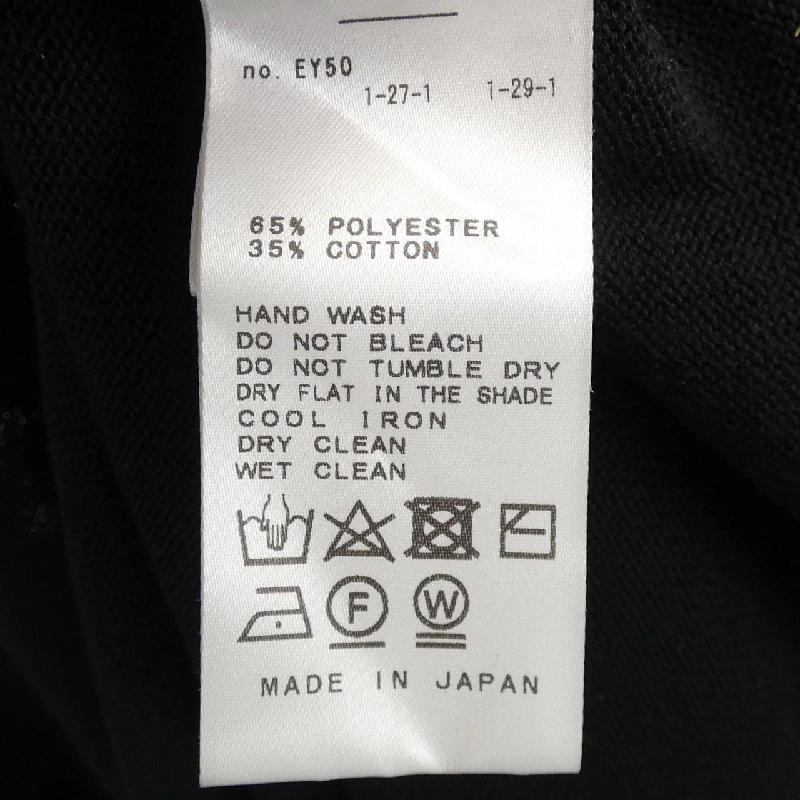 no. EY50
1-27-1 1-29-1
65% POLYESTER
35% COTTON
HAND WASH
DO NOT BLEACH
DO NOT TUMBLE DRY
DRY FLAT IN THE SHADE
COOL IRON
DRY CLEAN
WET CLEAN
F W
MADE IN JAPAN